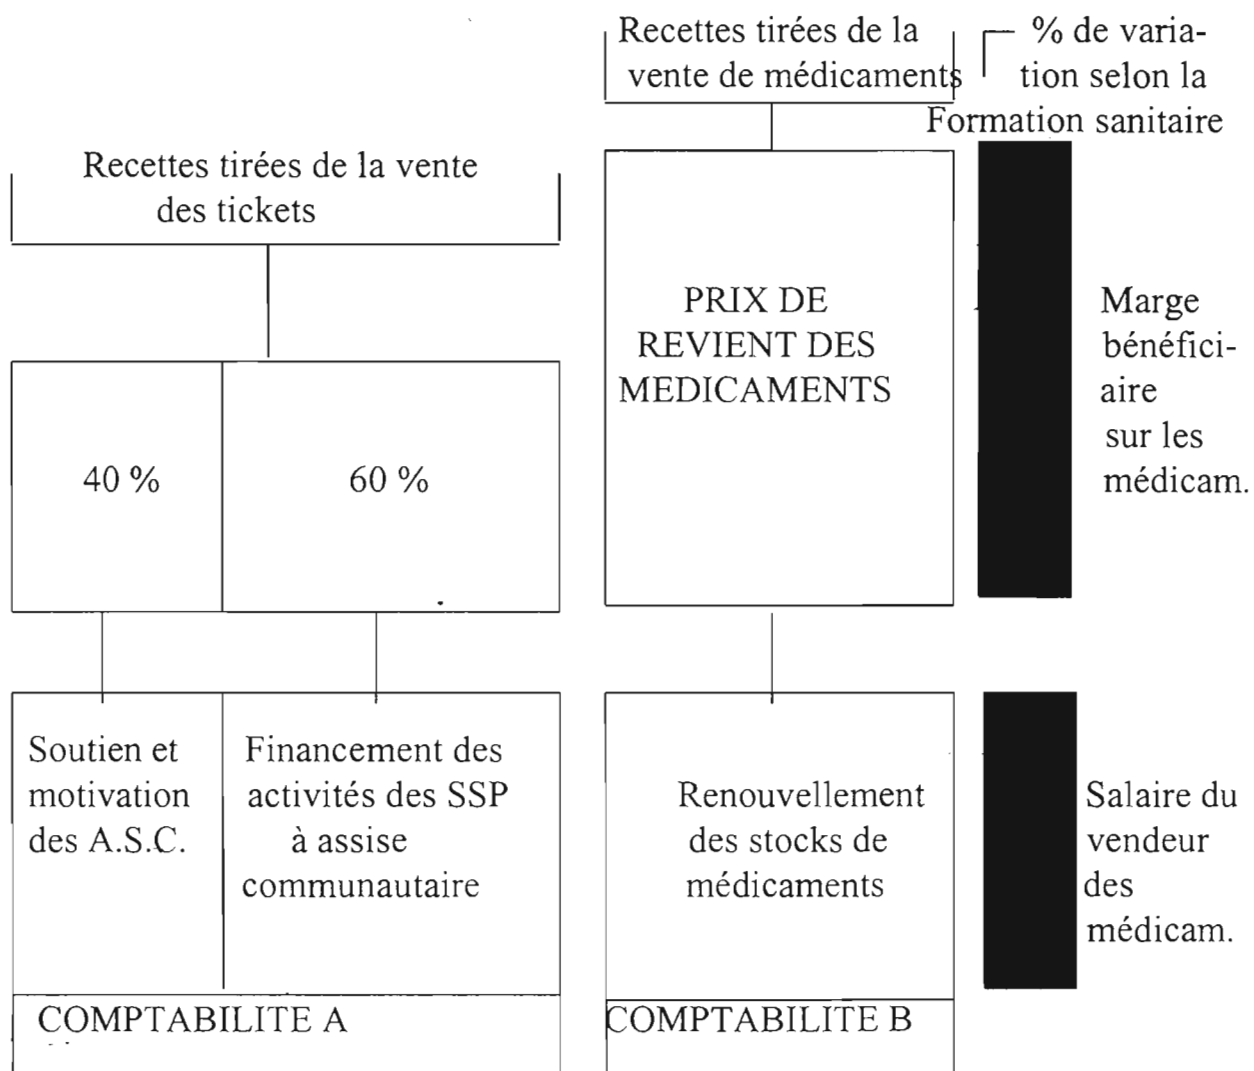 Recettes tirées de la
vente de médicaments
% de varia-
tion selon la
Formation sanitaire
Recettes tirées de la vente
des tickets
PRIX DE
REVIENT DES
MEDICAMENTS
Marge
bénéfici-
aire
sur les
médicam.
40 %
60 %
Soutien et
motivation
des A.S.C.
Financement des
activités des SSP
à assise
communautaire
Renouvellement
des stocks de
médicaments
Salaire du
vendeur
des
médicam.
COMPTABILITE A
COMPTABILITE B